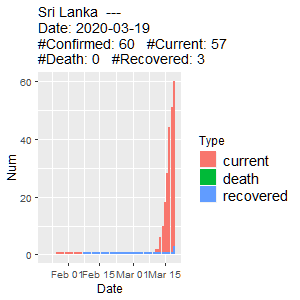 Sri Lanka  ---
Date: 2020-03-19
#Confirmed: 60   #Current: 57
#Death: 0   #Recovered: 3
60
40
20
0
Num
Feb 01 Feb 15 Mar 01 Mar 15
Date
Type
current
death
recovered